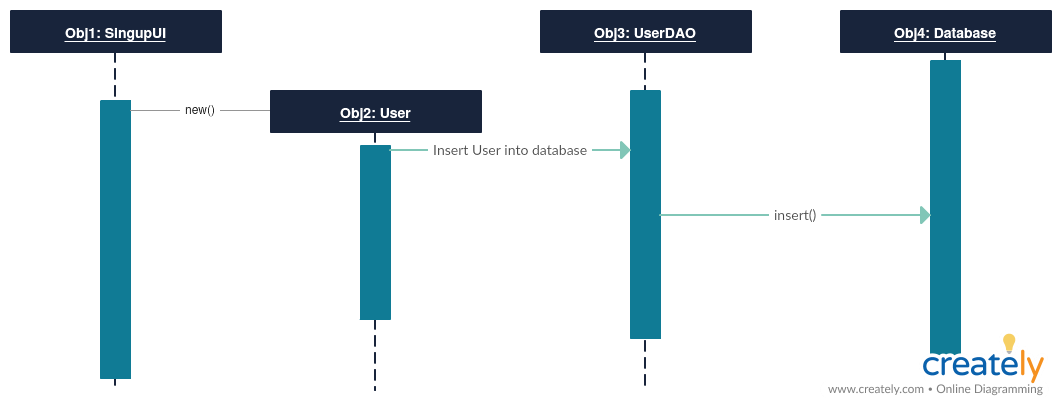 Obj1: SingupUI
Obj3: UserDAO
Obj4: Database
new()
Obj2: User
Insert User into database
insert()
creately
www.creately.com • Online Diagramming